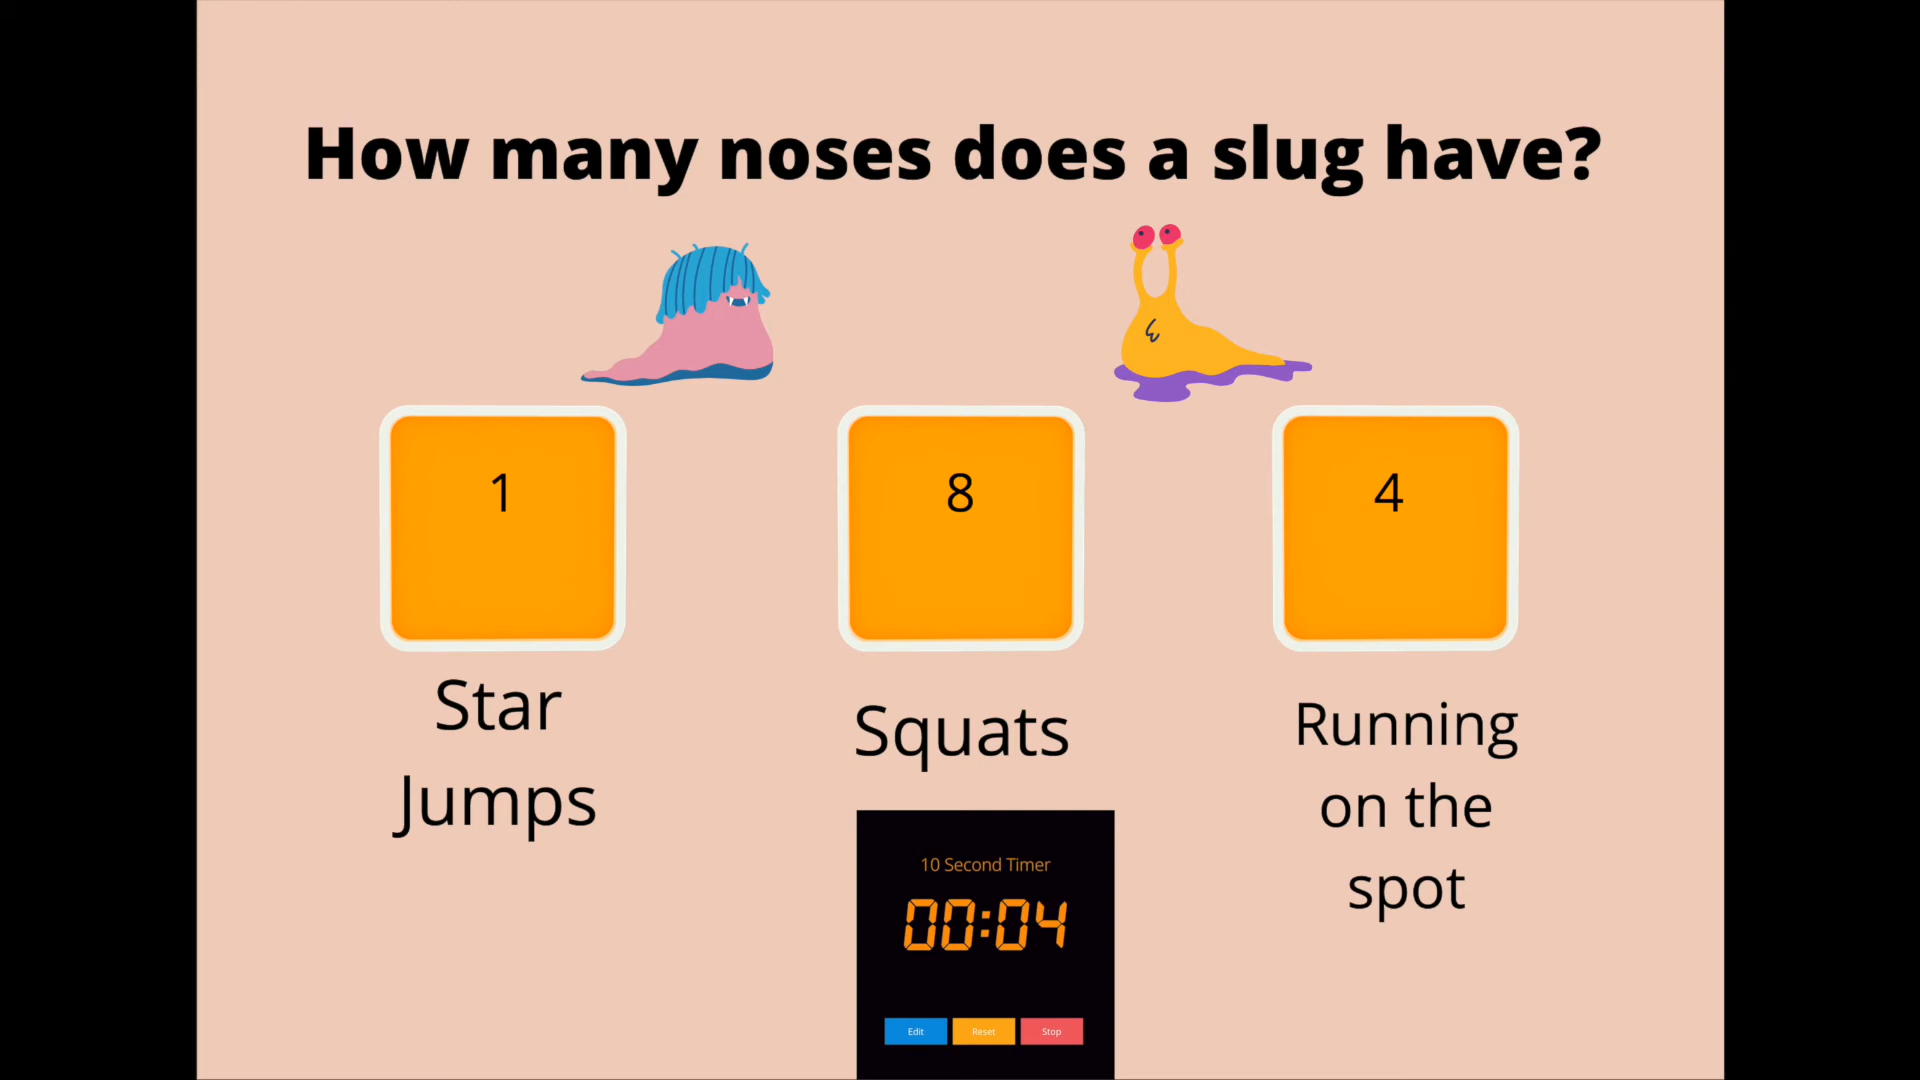 How many noses does a slug have?
1
8
4
Star
Jumps
Squats
Running
on the
spot
10 Second Timer
00:04
Edit
Reset
Stop